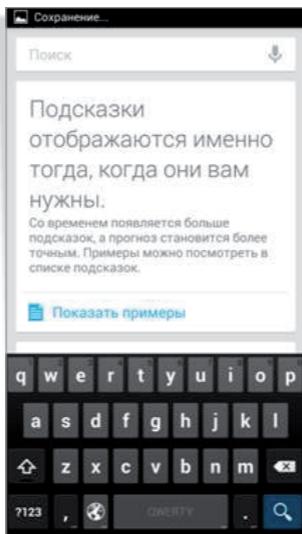 Сохранение...
Поиск
Подсказки
отображаются именно
тогда, когда они вам
нужны.
Со временем появляется больше
подсказок, а прогноз становится более
точным. Примеры можно посмотреть в
списке подсказок.
Показать примеры
q w e r t y u i o p
a s d f g h j k l
z x c v b n m
?123 , QWERTY .